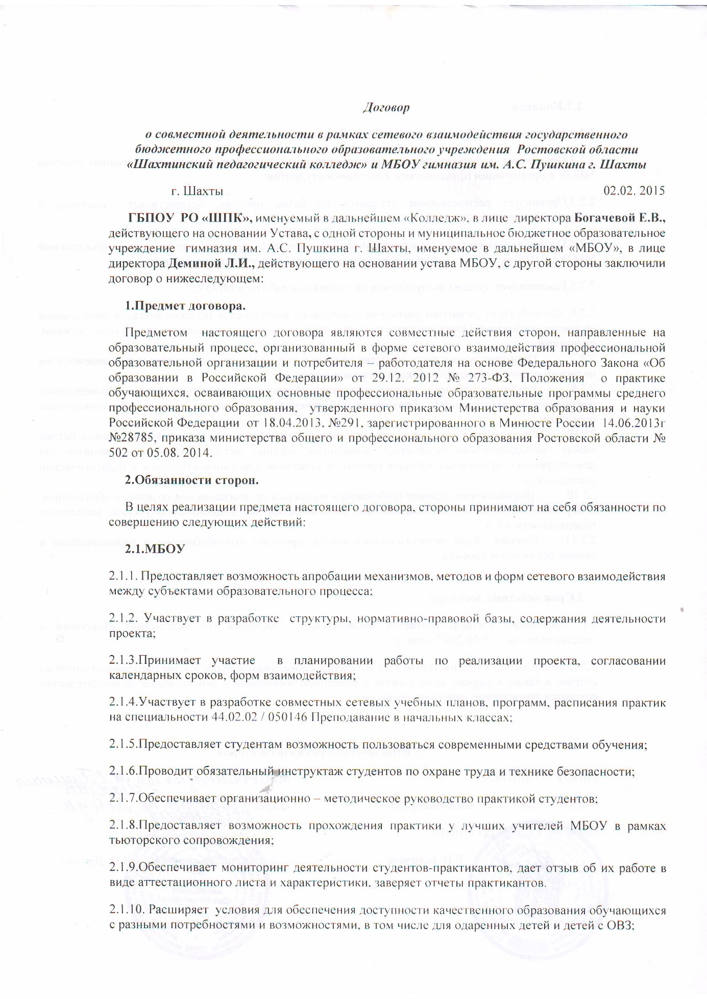 Договор
о совместной деятельности в рамках сетевого взаимодействия государственного
бюджетного профессионального образовательного учреждения Ростовской области
«Шахтинский педагогический колледж» и МБОУ гимназия им. А.С. Пушкина г. Шахты
г. Шахты 02.02. 2015
ГБПОУ РО «ШПК», именуемый в дальнейшем «Колледж», в лице директора Богачевой Е.В.,
действующего на основании Устава, с одной стороны и муниципальное бюджетное образовательное
учреждение гимназия им. А.С. Пушкина г. Шахты, именуемое в дальнейшем «МБОУ», в лице
директора Деминой Л.И., действующего на основании устава МБОУ, с другой стороны заключили
договор о нижеследующем:
1.Предмет договора.
Предметом настоящего договора являются совместные действия сторон, направленные на
образовательный процесс, организованный в форме сетевого взаимодействия профессиональной
образовательной организации и потребителя – работодателя на основе Федерального Закона «Об
образовании в Российской Федерации» от 29.12. 2012 № 273-ФЗ, Положения о практике
обучающихся, осваивающих основные профессиональные образовательные программы среднего
профессионального образования, утвержденного приказом Министерства образования и науки
Российской Федерации от 18.04.2013, №291, зарегистрированного в Минюсте России 14.06.2013г
№28785, приказа министерства общего и профессионального образования Ростовской области №
502 от 05.08. 2014.
2.Обязанности сторон.
В целях реализации предмета настоящего договора, стороны принимают на себя обязанности по
совершению следующих действий:
2.1.МБОУ
2.1.1. Предоставляет возможность апробации механизмов, методов и форм сетевого взаимодействия
между субъектами образовательного процесса;
2.1.2. Участвует в разработке структуры, нормативно-правовой базы, содержания деятельности
проекта;
2.1.3.Принимает участие в планировании работы по реализации проекта, согласовании
календарных сроков, форм взаимодействия;
2.1.4.Участвует в разработке совместных сетевых учебных планов, программ, расписания практик
на специальности 44.02.02 / 050146 Преподавание в начальных классах;
2.1.5.Предоставляет студентам возможность пользоваться современными средствами обучения;
2.1.6.Проводит обязательный инструктаж студентов по охране труда и технике безопасности;
2.1.7.Обеспечивает организационно – методическое руководство практикой студентов;
2.1.8.Предоставляет возможность прохождения практики у лучших учителей МБОУ в рамках
тьюторского сопровождения;
2.1.9.Обеспечивает мониторинг деятельности студентов-практикантов, дает отзыв об их работе в
виде аттестационного листа и характеристики, заверяет отчеты практикантов.
2.1.10. Расширяет условия для обеспечения доступности качественного образования обучающихся
с разными потребностями и возможностями, в том числе для одаренных детей и детей с ОВЗ;